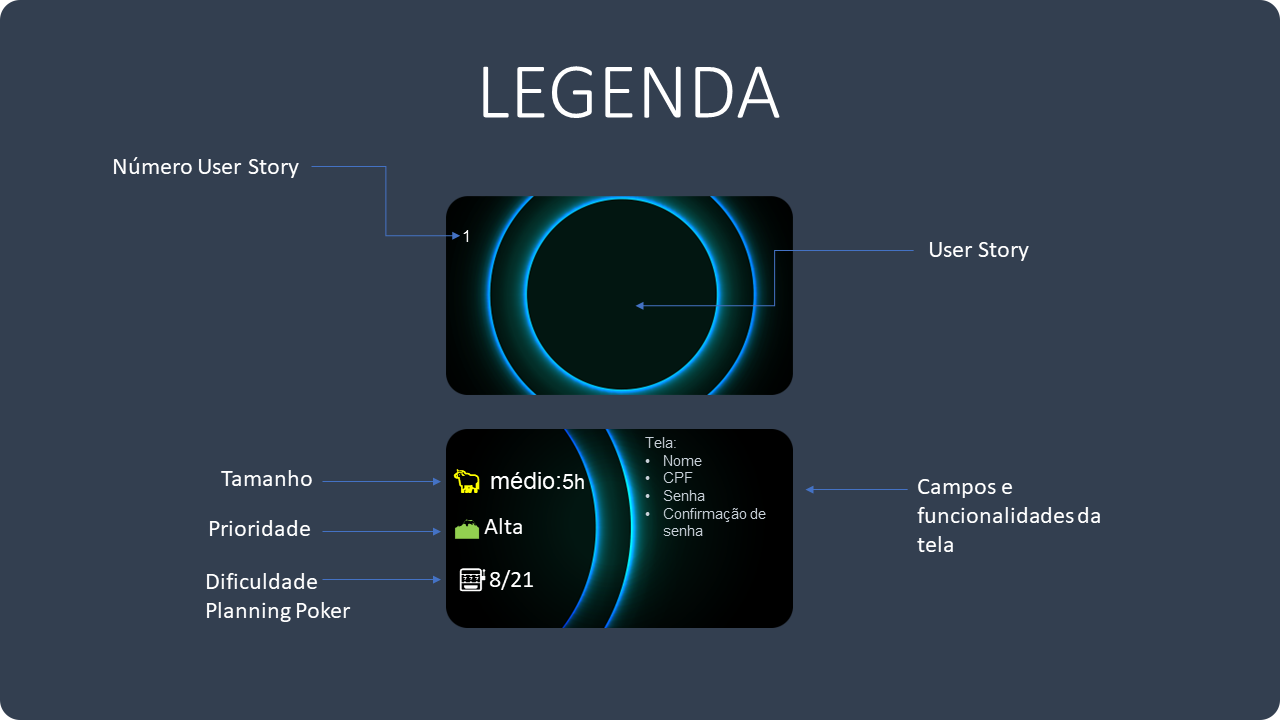 LEGENDA
Número User Story
1
User Story
Tamanho
médio:5h
Prioridade
Alta
Dificuldade
Planning Poker
8/21
Tela:
• Nome
• CPF
• Senha
• Confirmação de
senha
Campos e
funcionalidades da
tela